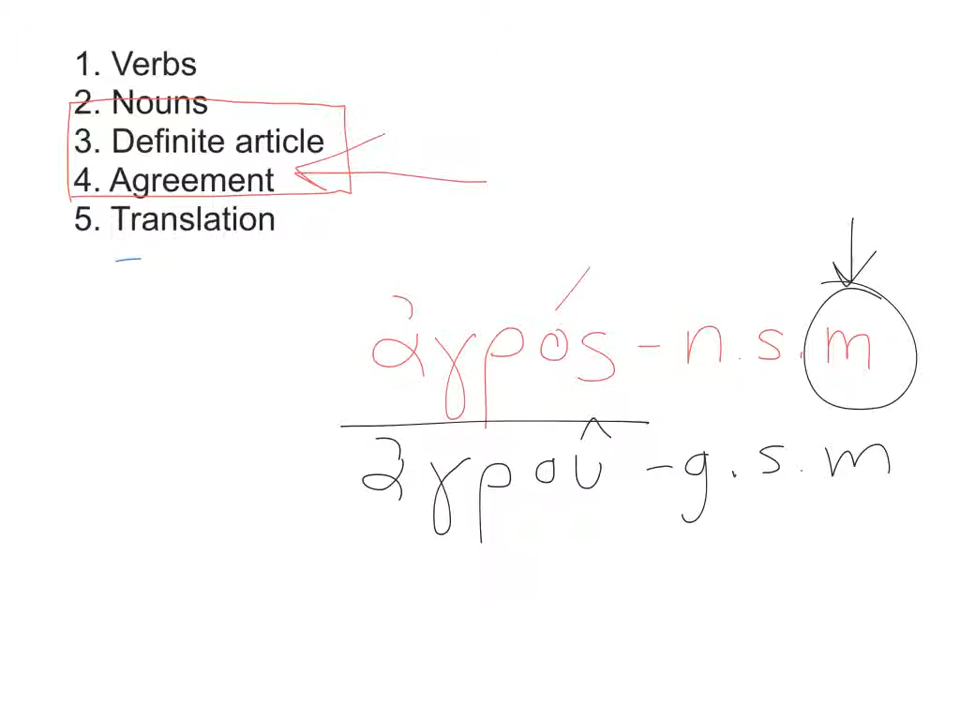 1. Verbs
2. Nouns
3. Definite article
4. Agreement
5. Translation
ἀγρός - n.s.m
ἀγροῦ - g.s.m